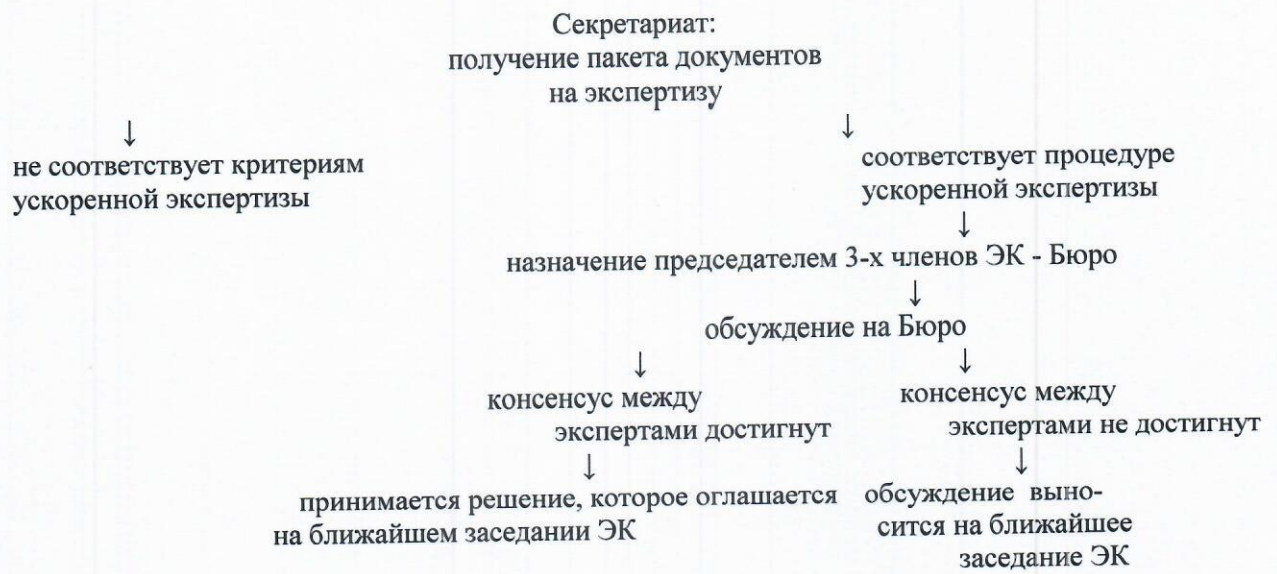 Секретариат:
получение пакета документов
на экспертизу
↓
↓
не соответствует критериям
ускоренной экспертизы
соответствует процедуре
ускоренной экспертизы
↓
назначение председателем 3-х членов ЭК - Бюро
↓
обсуждение на Бюро
↓
↓
консенсус между
экспертами достигнут
консенсус между
экспертами не достигнут
↓
↓
принимается решение, которое оглашается
на ближайшем заседании ЭК
обсуждение выно-
сится на ближайшее
заседание ЭК